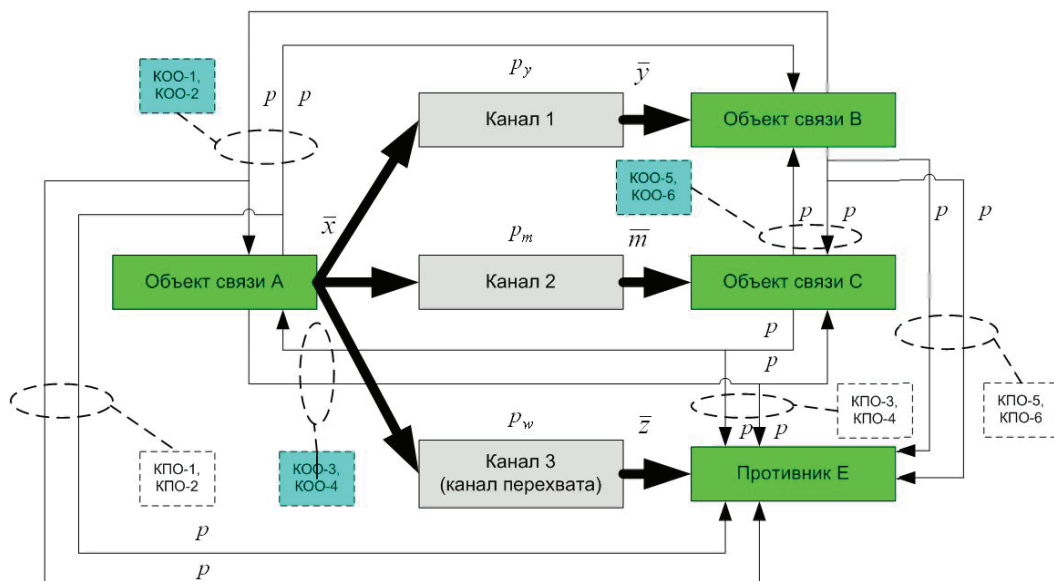 КОО-1,
КОО-2
p
p
p_y
y̅
Канал 1
Объект связи B
КОО-5,
КОО-6
p
p
p
p
x̅
p_m
m̅
Объект связи A
Канал 2
Объект связи C
p
p
КПО-3,
КПО-4
КПО-5,
КПО-6
p_w
z̅
p
p
КПО-1,
КПО-2
КОО-3,
КОО-4
Канал 3
(канал перехвата)
Противник E
p
p